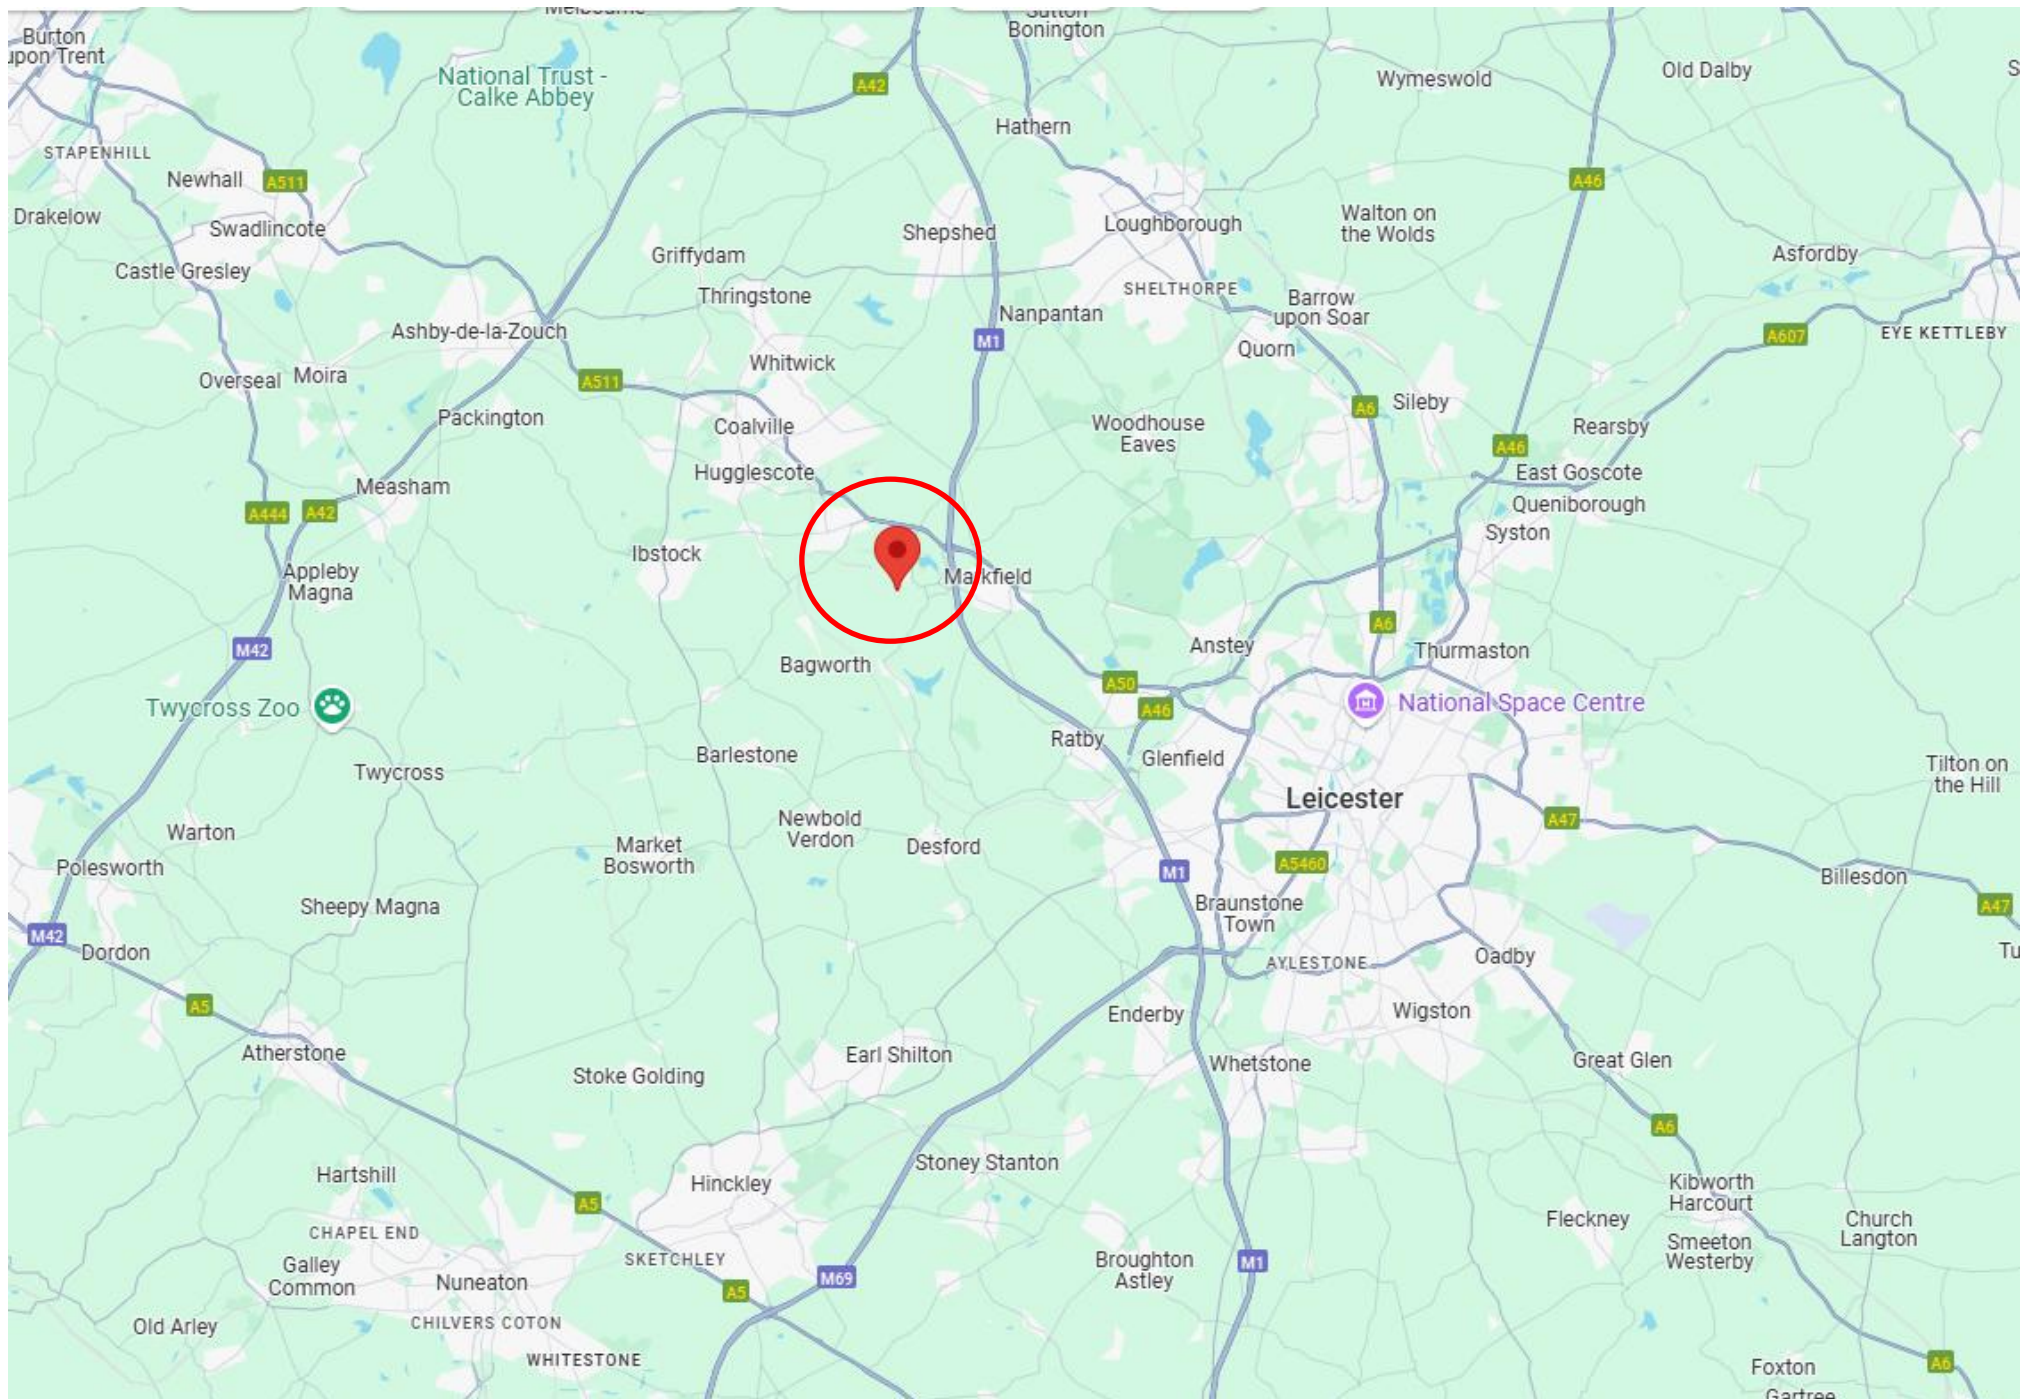 Sutton
Bonington
Burton
upon Trent
National Trust -
Calke Abbey
A42
Wymeswold
Old Dalby
Hathern
STAPENHILL
Newhall
A511
A46
Drakelow
Swadlincote
Shepshed
Loughborough
Walton on
the Wolds
Griffydam
Asfordby
Castle Gresley
Thringstone
SHELTHORPE
Barrow
upon Soar
Nanpantan
Ashby-de-la-Zouch
M1
A607
EYE KETTLEBY
Quorn
Whitwick
Overseal
Moira
A511
A6
Sileby
Packington
Coalville
Woodhouse
Eaves
Rearsby
A46
Hugglescote
East Goscote
Measham
Queniborough
A444
A42
Syston
Ibstock
Appleby
Magna
Markfield
A6
M42
Anstey
Thurmaston
Bagworth
A50
Twycross Zoo
A46
National Space Centre
Ratby
Barlestone
Glenfield
Twycross
Tilton on
the Hill
Leicester
Warton
Newbold
Verdon
A47
Market
Bosworth
Desford
Polesworth
A5460
M1
Billesdon
Sheepy Magna
Braunstone
Town
A47
M42
Dordon
AYLESTONE
Oadby
Tu
A5
Enderby
Wigston
Atherstone
Earl Shilton
Whetstone
Great Glen
Stoke Golding
A6
Hartshill
Stoney Stanton
Hinckley
Kibworth
Harcourt
A5
Fleckney
Church
Langton
CHAPEL END
Smeeton
Westerby
SKETCHLEY
Galley
Common
Nuneaton
M69
Broughton
Astley
M1
A5
Old Arley
CHILVERS COTON
WHITESTONE
Foxton
A6
Gartree